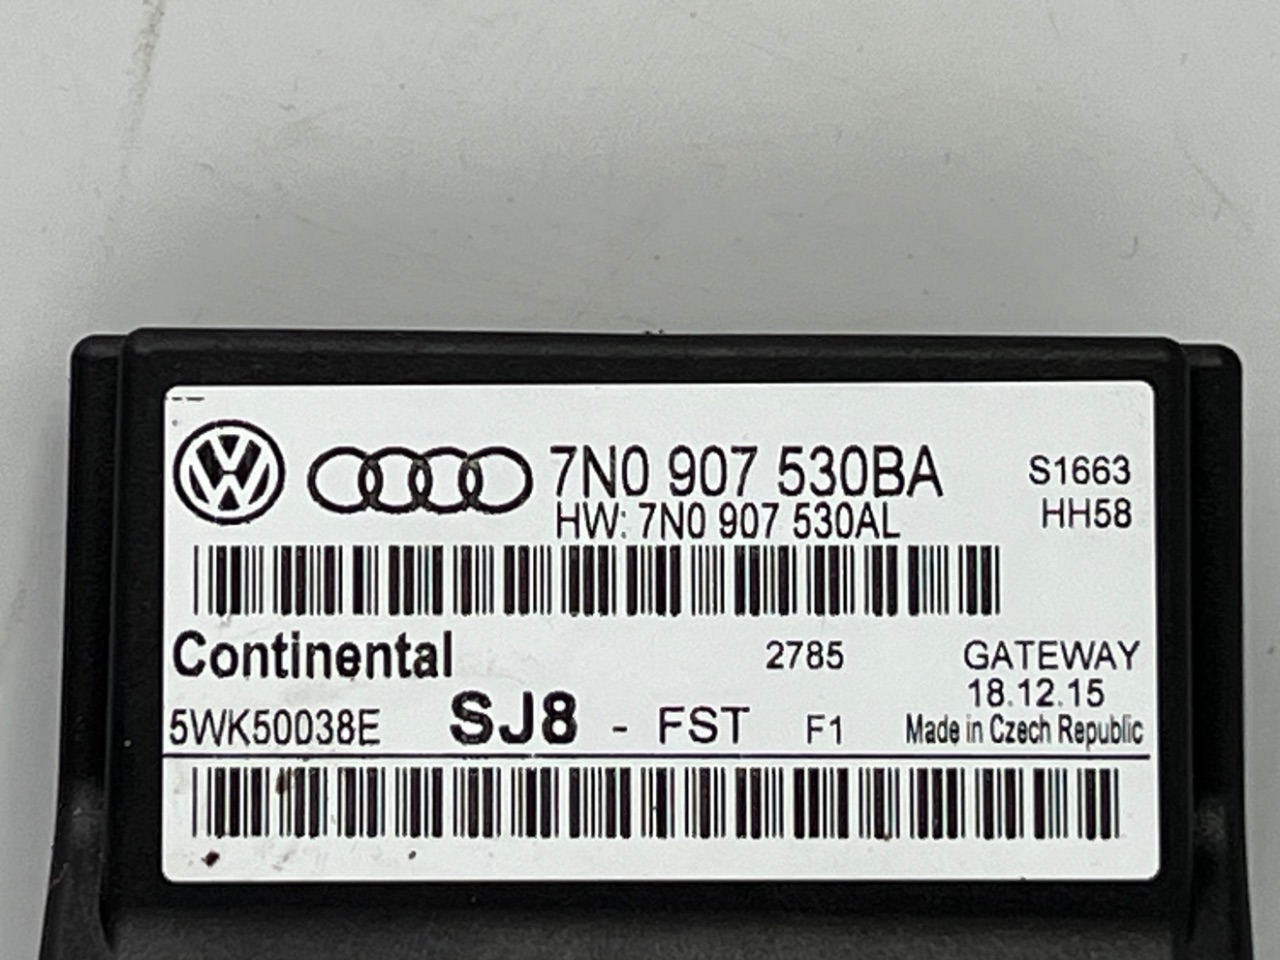 7N0 907 530BA S1663
HW: 7N0 907 530AL HH58
Continental 2785 GATEWAY
18.12.15
5WK50038E SJ8 - FST F1 Made in Czech Republic